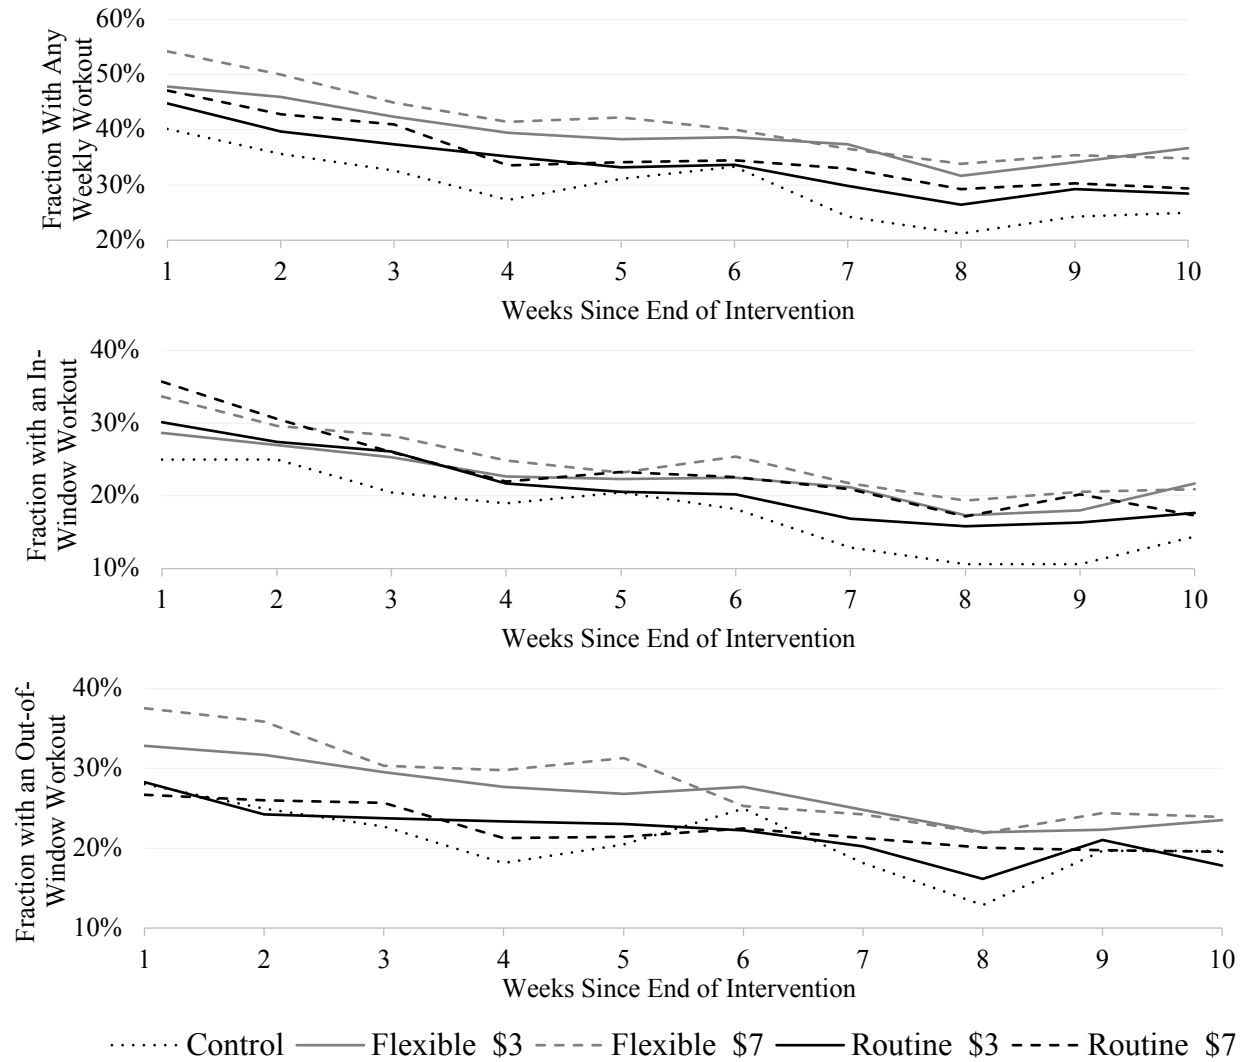 60%
50%
40%
30%
20%
Fraction With Any
Weekly Workout
1 2 3 4 5 6 7 8 9 10
Weeks Since End of Intervention
40%
30%
20%
10%
Fraction with an In-
Window Workout
1 2 3 4 5 6 7 8 9 10
Weeks Since End of Intervention
40%
30%
20%
10%
Fraction with an Out-of-
Window Workout
1 2 3 4 5 6 7 8 9 10
Weeks Since End of Intervention
Control Flexible $3 Flexible $7 Routine $3 Routine $7